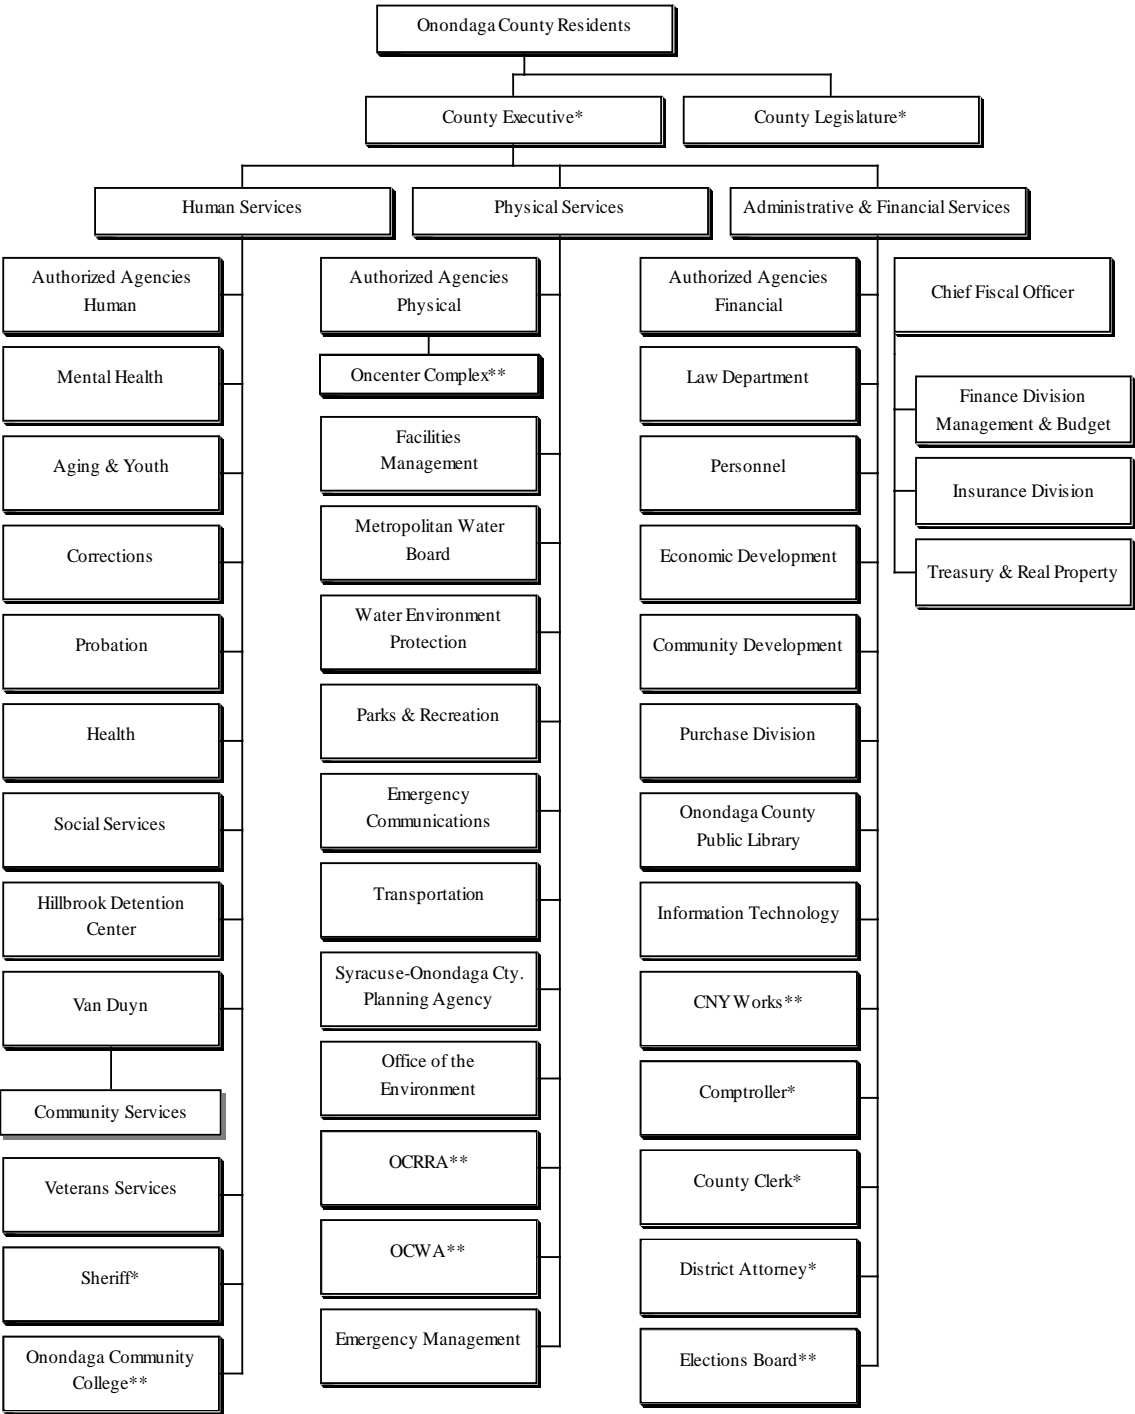 Onondaga County Residents
County Executive*
County Legislature*
Human Services
Physical Services
Administrative & Financial Services
Authorized Agencies
Human
Mental Health
Aging & Youth
Corrections
Probation
Health
Social Services
Hillbrook Detention
Center
Van Duyn
Community Services
Veterans Services
Sheriff*
Onondaga Community
College**
Authorized Agencies
Physical
Oncenter Complex**
Facilities
Management
Metropolitan Water
Board
Water Environment
Protection
Parks & Recreation
Emergency
Communications
Transportation
Syracuse-Onondaga Cty.
Planning Agency
Office of the
Environment
OCRRA**
OCWA**
Emergency Management
Authorized Agencies
Financial
Law Department
Personnel
Economic Development
Community Development
Purchase Division
Onondaga County
Public Library
Information Technology
CNY Works**
Comptroller*
County Clerk*
District Attorney*
Elections Board**
Chief Fiscal Officer
Finance Division
Management & Budget
Insurance Division
Treasury & Real Property